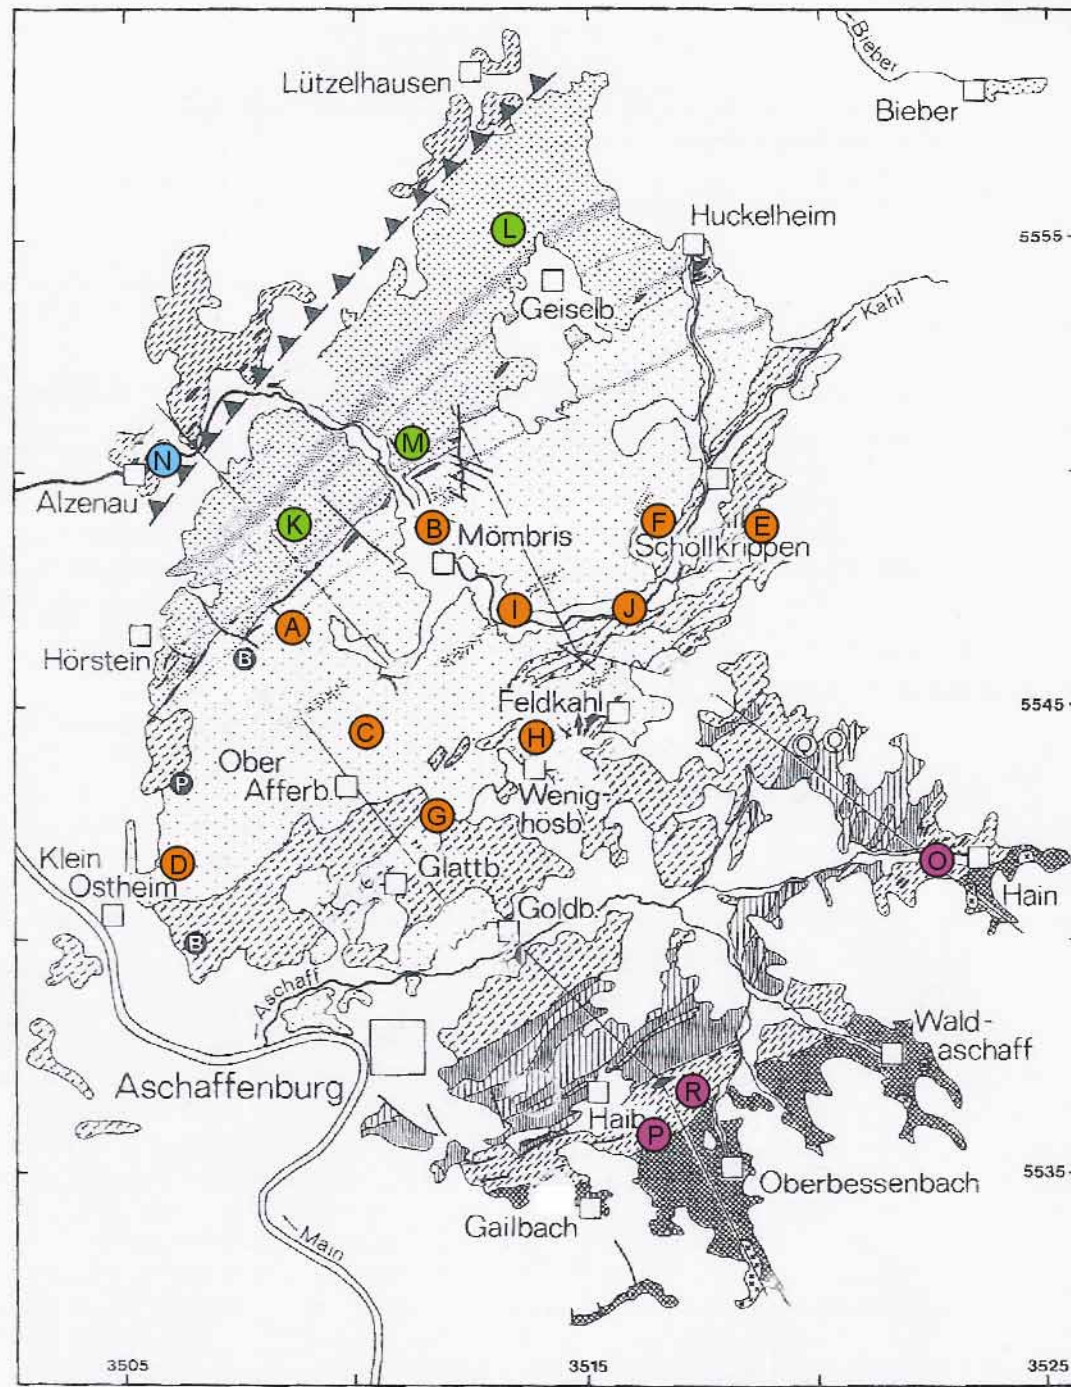 Bieber
Lützelhausen
Bieber
Huckelheim
L
5555
Geiselb.
Kahl
M
N
Alzenau
K
B
F
E
Mömbris
Schollkrippen
I
J
A
Hörstein
B
Feldkahl
5545
C
H
Ober
Afferb.
P
Wenig-
hösb.
G
Klein
Ostheim
D
Glattb.
O
Hain
Goldb.
B
Aschaff
Wald-
aschaff
Aschaffenburg
R
Haib.
P
5535
Oberbessenbach
Gailbach
Main
3505
3515
3525